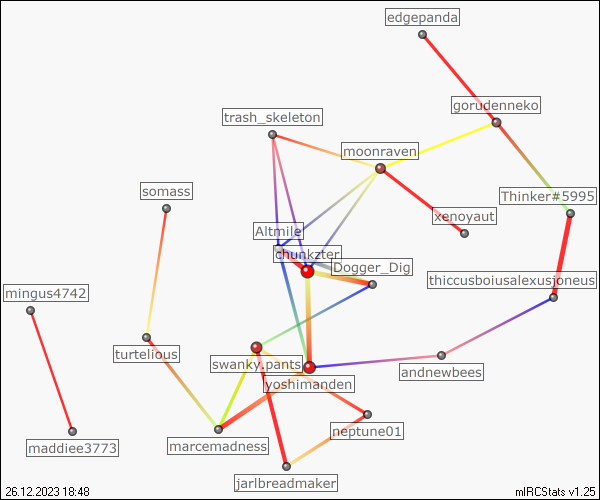 edgepanda
gorudenneko
trash_skeleton
moonraven
somass
Thinker#5995
xenoyaut
Altmile
chunkzter
Dogger_Dig
thiccusboiusalexusjoneus
mingus4742
turtelious
swanky.pants
andnewbees
yoshimanden
neptune01
marcemadness
maddiee3773
jarlbreadmaker
26.12.2023 18:48
mIRCStats v1.25